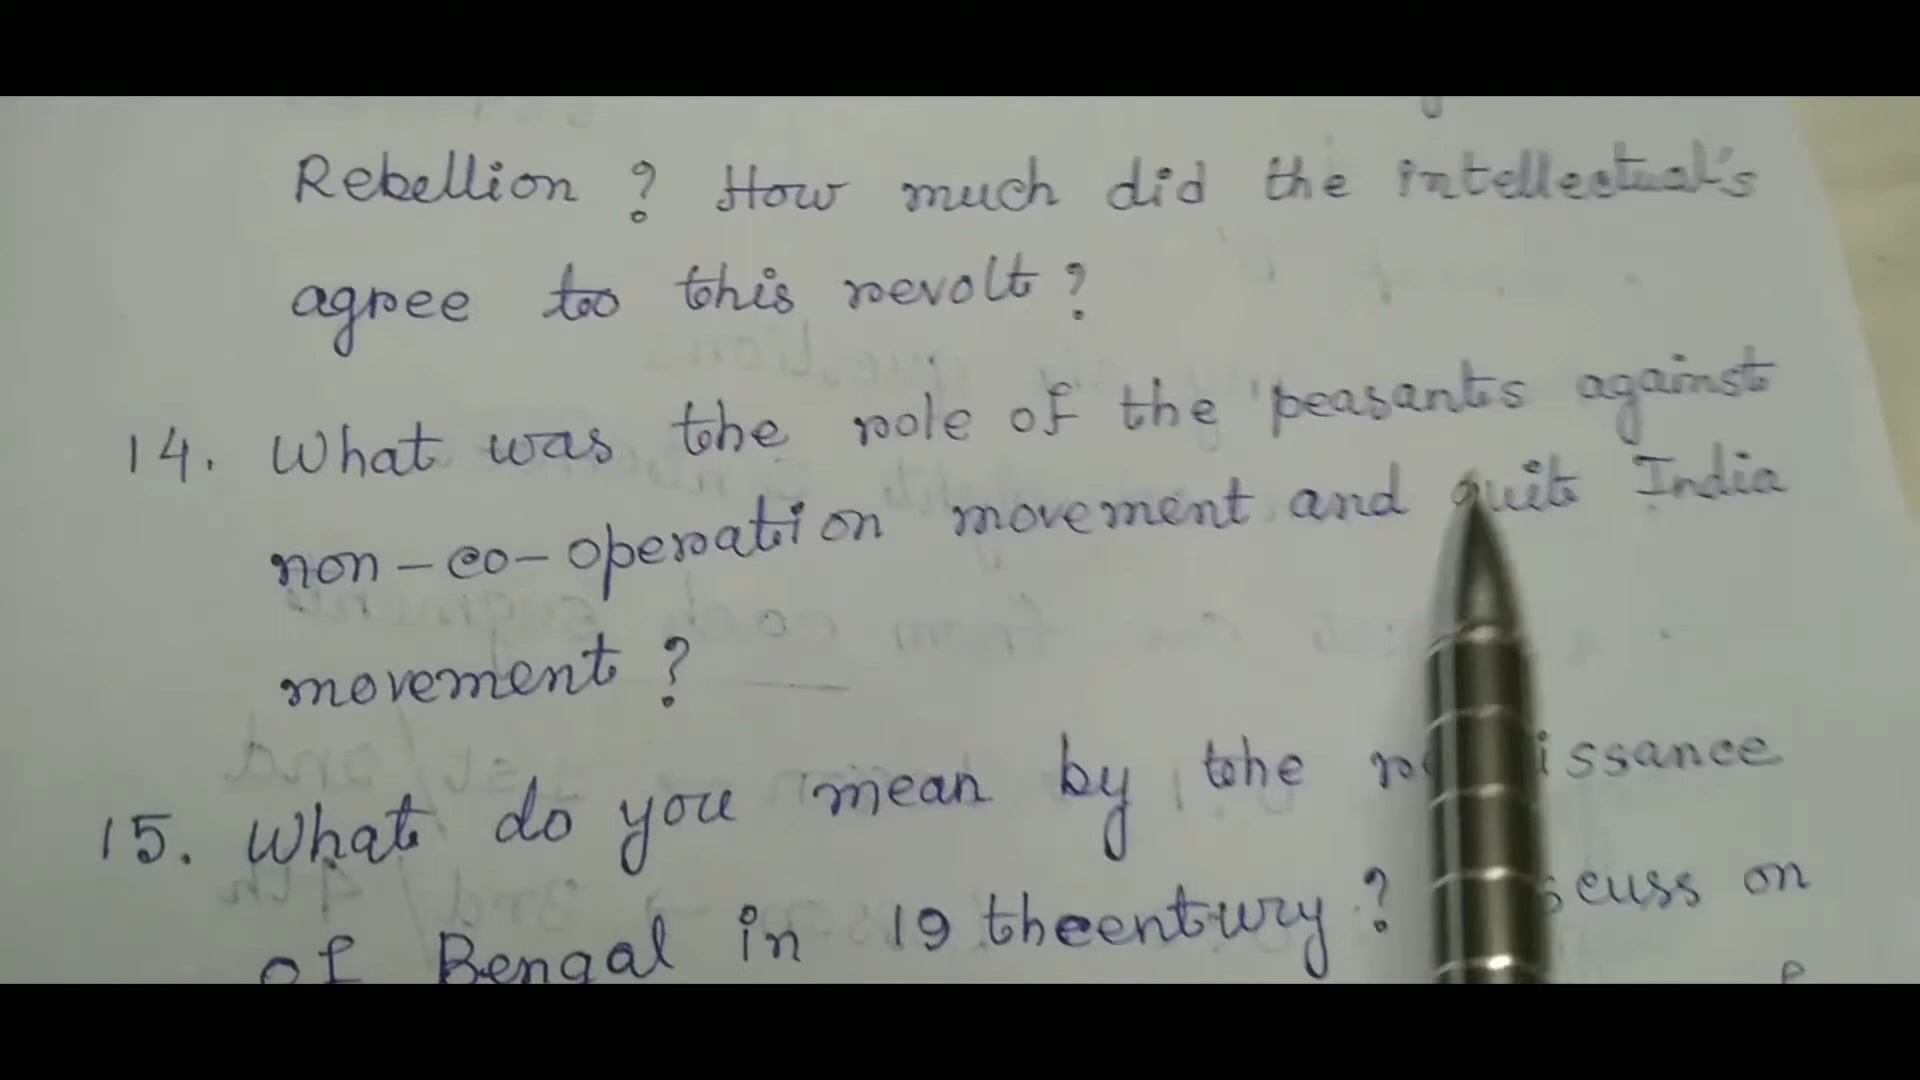 Rebellion ? How much did the intellectual's
agree to this revolt ?
14. What was the role of the peasants against
non-co-operation movement and quit India
movement ?
15. What do you mean by the
of Bengal in 19 thcentury ? on